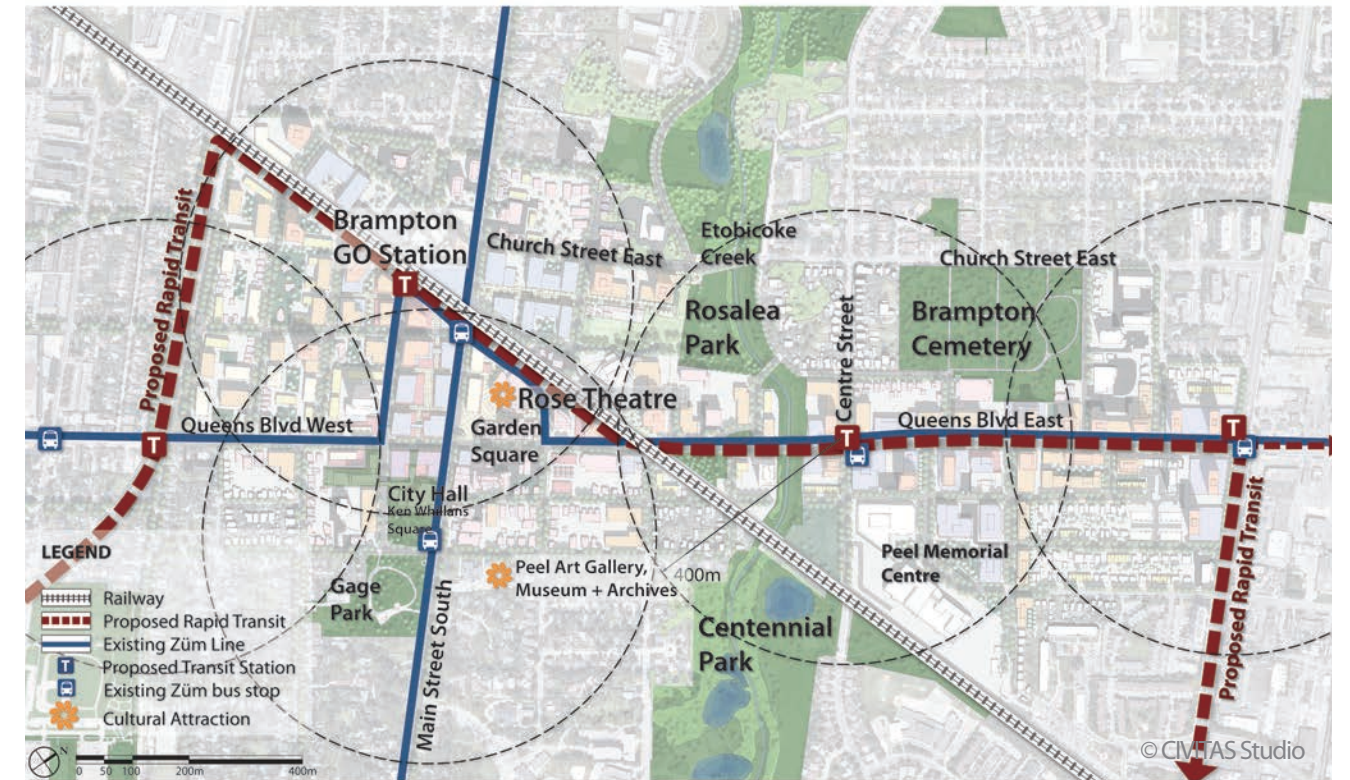 Brampton
GO Station
Church Street East
Etobicoke
Creek
Church Street East
Proposed Rapid Transit
Rosalea
Park
Centre Street
Brampton
Cemetery
T
Rose Theatre
Garden
Square
Queens Blvd West
Queens Blvd East
T
T
T
City Hall
Ken Whillans
Square
Peel Art Gallery,
Museum + Archives
400m
Peel Memorial
Centre
Gage
Park
Main Street South
Centennial
Park
Proposed Rapid Transit
LEGEND
Railway
Proposed Rapid Transit
Existing Züm Line
T Proposed Transit Station
Existing Züm bus stop
Cultural Attraction
N
0 50 100 200m 400m
© CIVITAS Studio